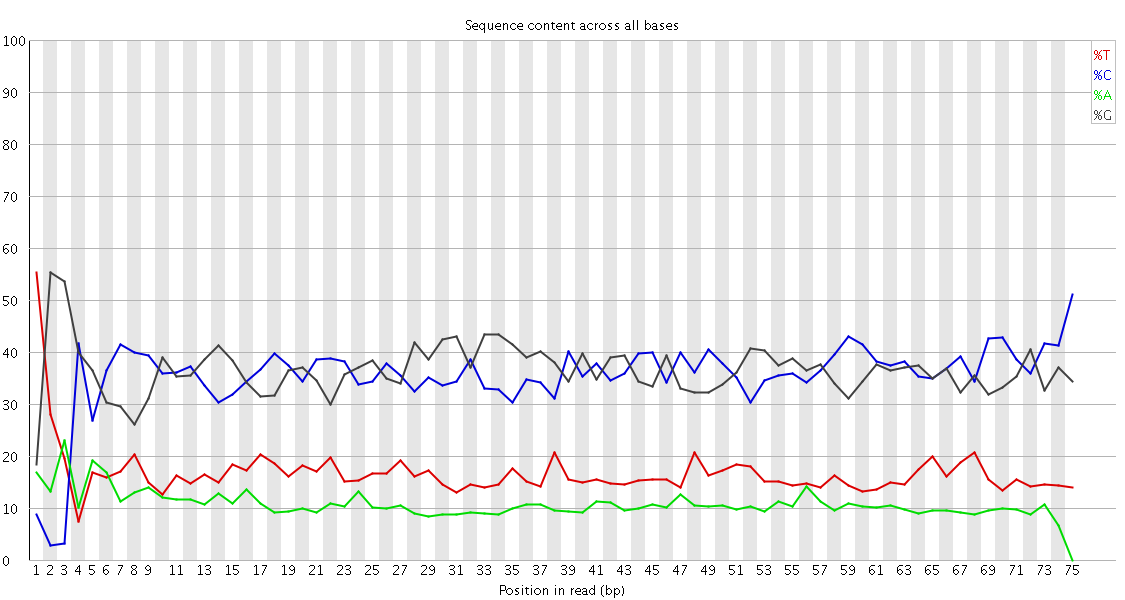 Sequence content across all bases
100
90
80
70
60
50
40
30
20
10
0
%T
%C
%A
%G
1 2 3 4 5 6 7 8 9 11 13 15 17 19 21 23 25 27 29 31 33 35 37 39 41 43 45 47 49 51 53 55 57 59 61 63 65 67 69 71 73 75
Position in read (bp)